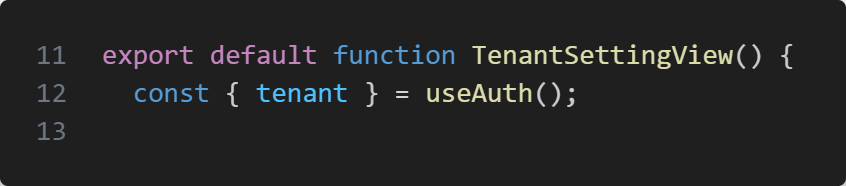 11 export default function TenantSettingView() {
12   const { tenant } = useAuth();
13